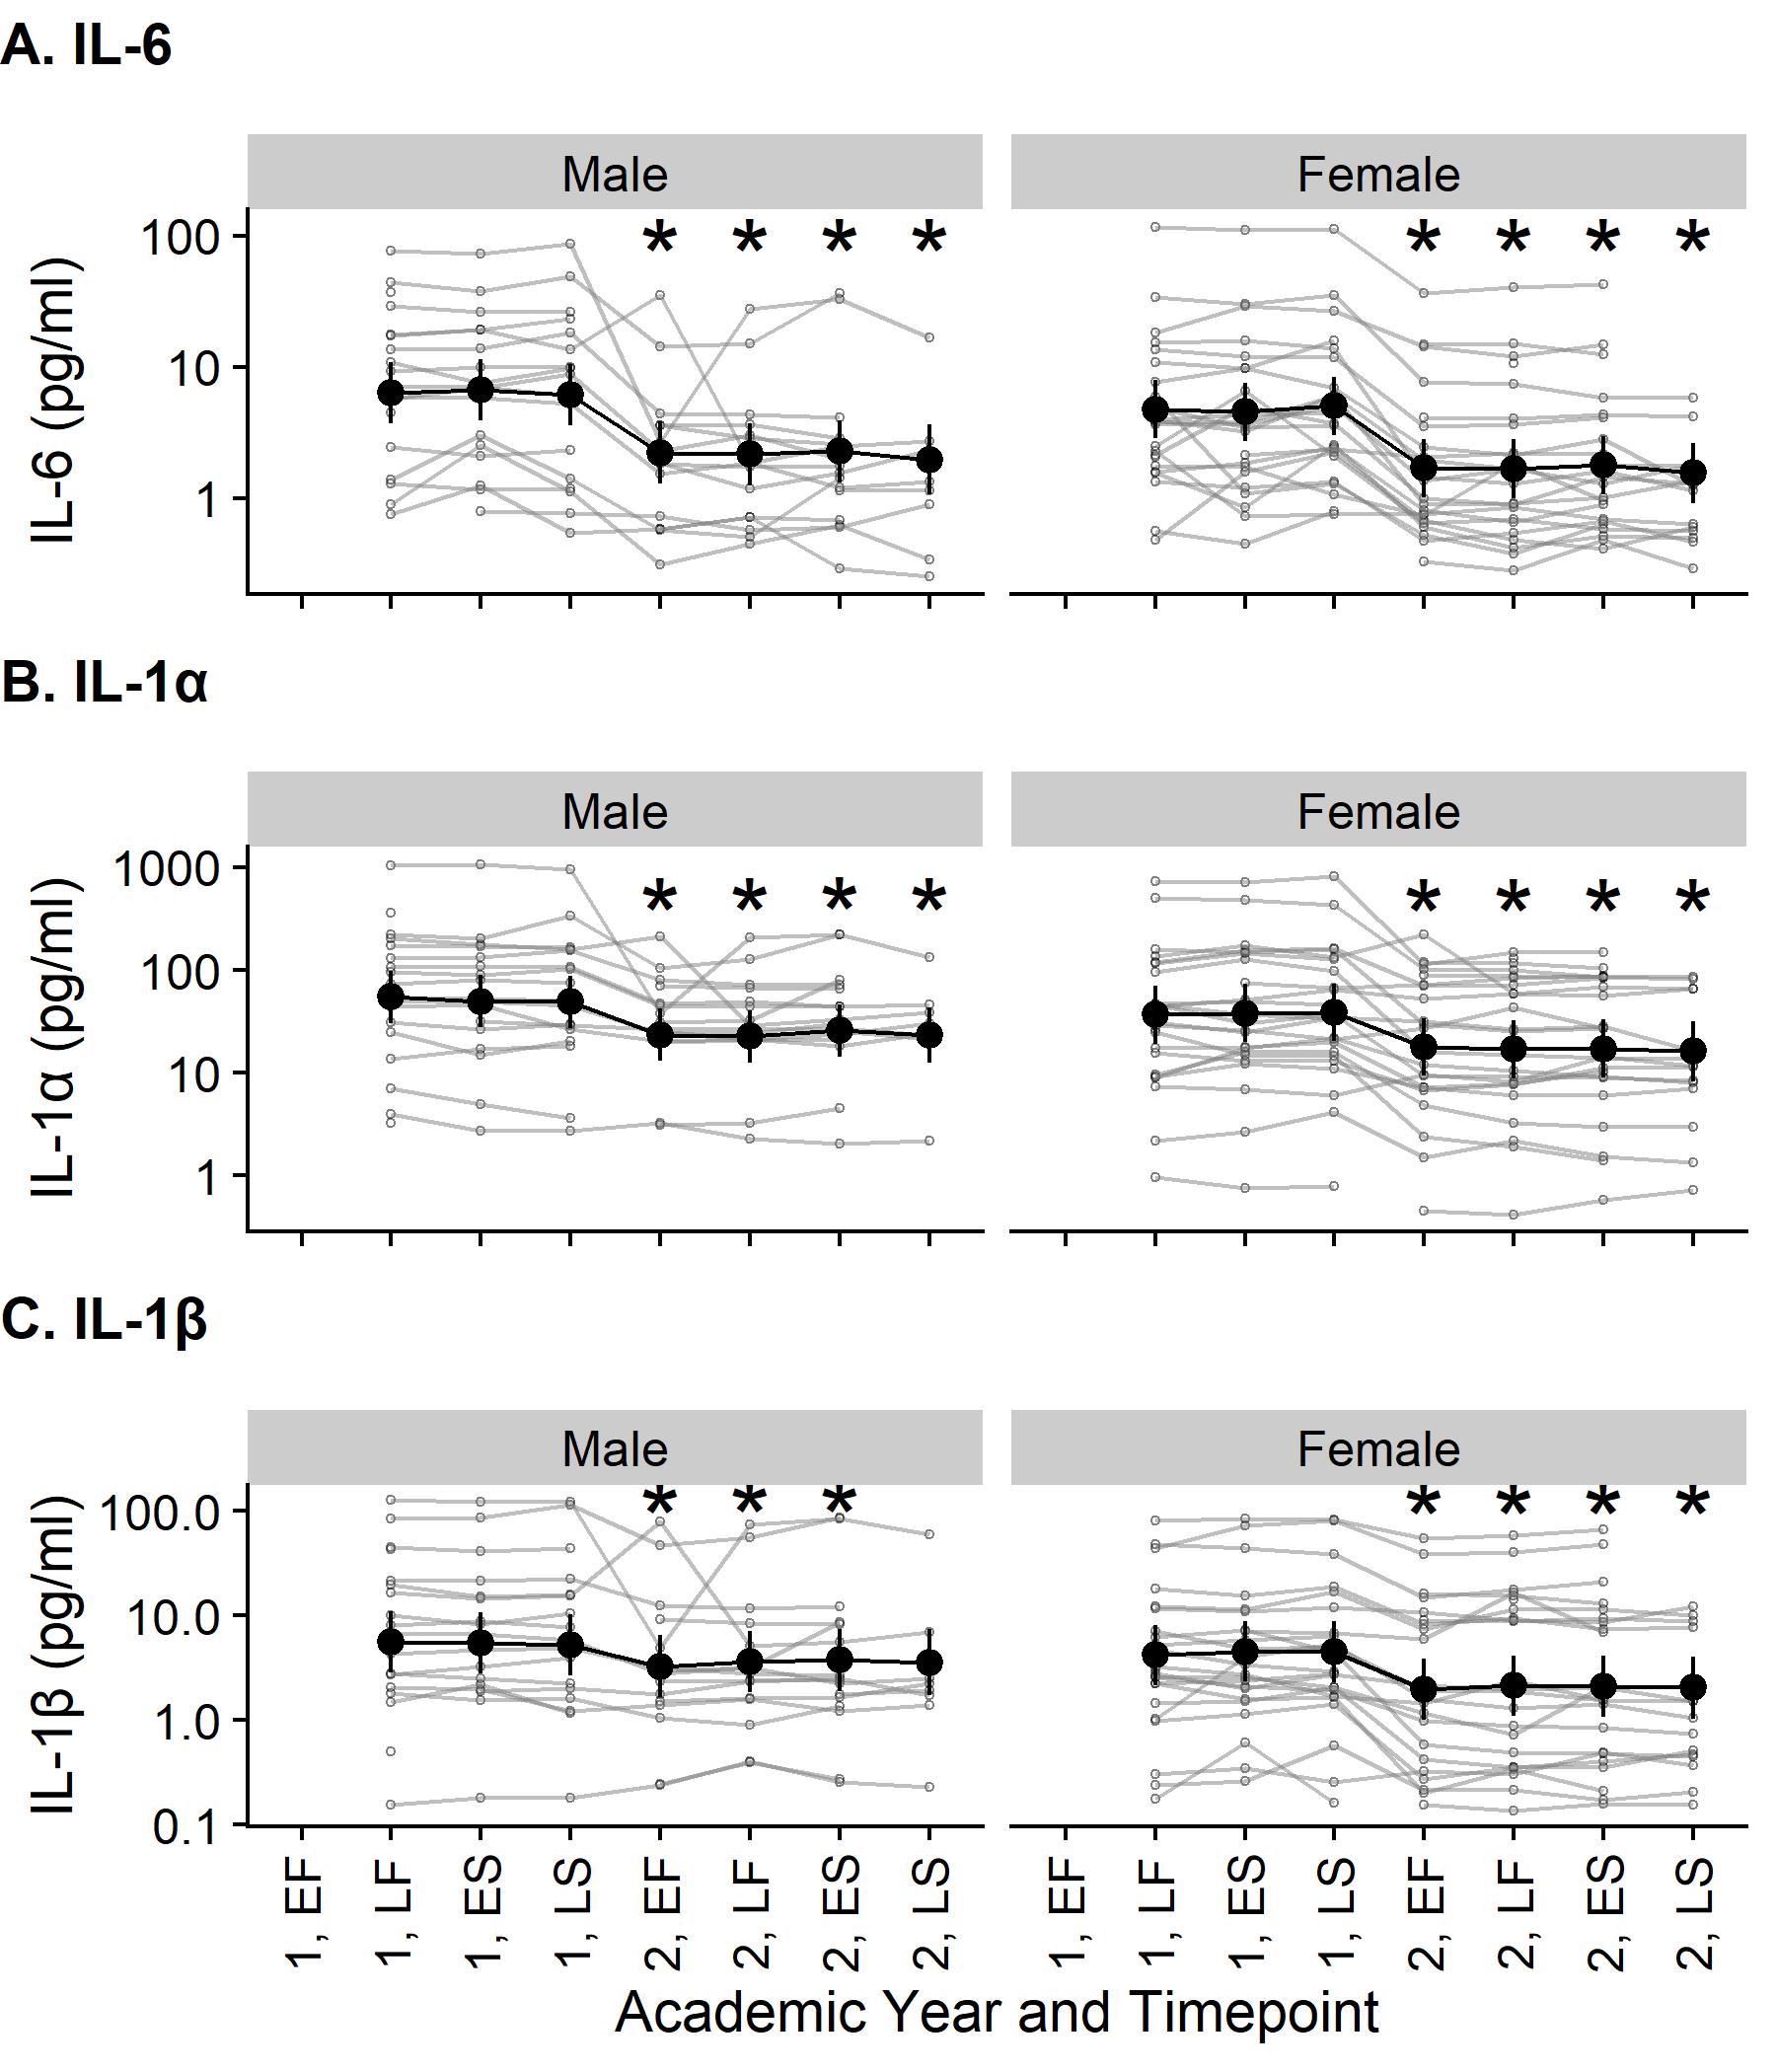 A. IL-6
Male
Female
* * * *
* * * *
IL-6 (pg/ml)
100
10
1
B. IL-1α
Male
Female
* * * *
* * * *
IL-1α (pg/ml)
1000
100
10
1
C. IL-1β
Male
Female
* * *
* * * *
IL-1β (pg/ml)
100.0
10.0
1.0
0.1
1, EF
1, LF
1, ES
1, LS
2, EF
2, LF
2, ES
2, LS
1, EF
1, LF
1, ES
1, LS
2, EF
2, LF
2, ES
2, LS
Academic Year and Timepoint